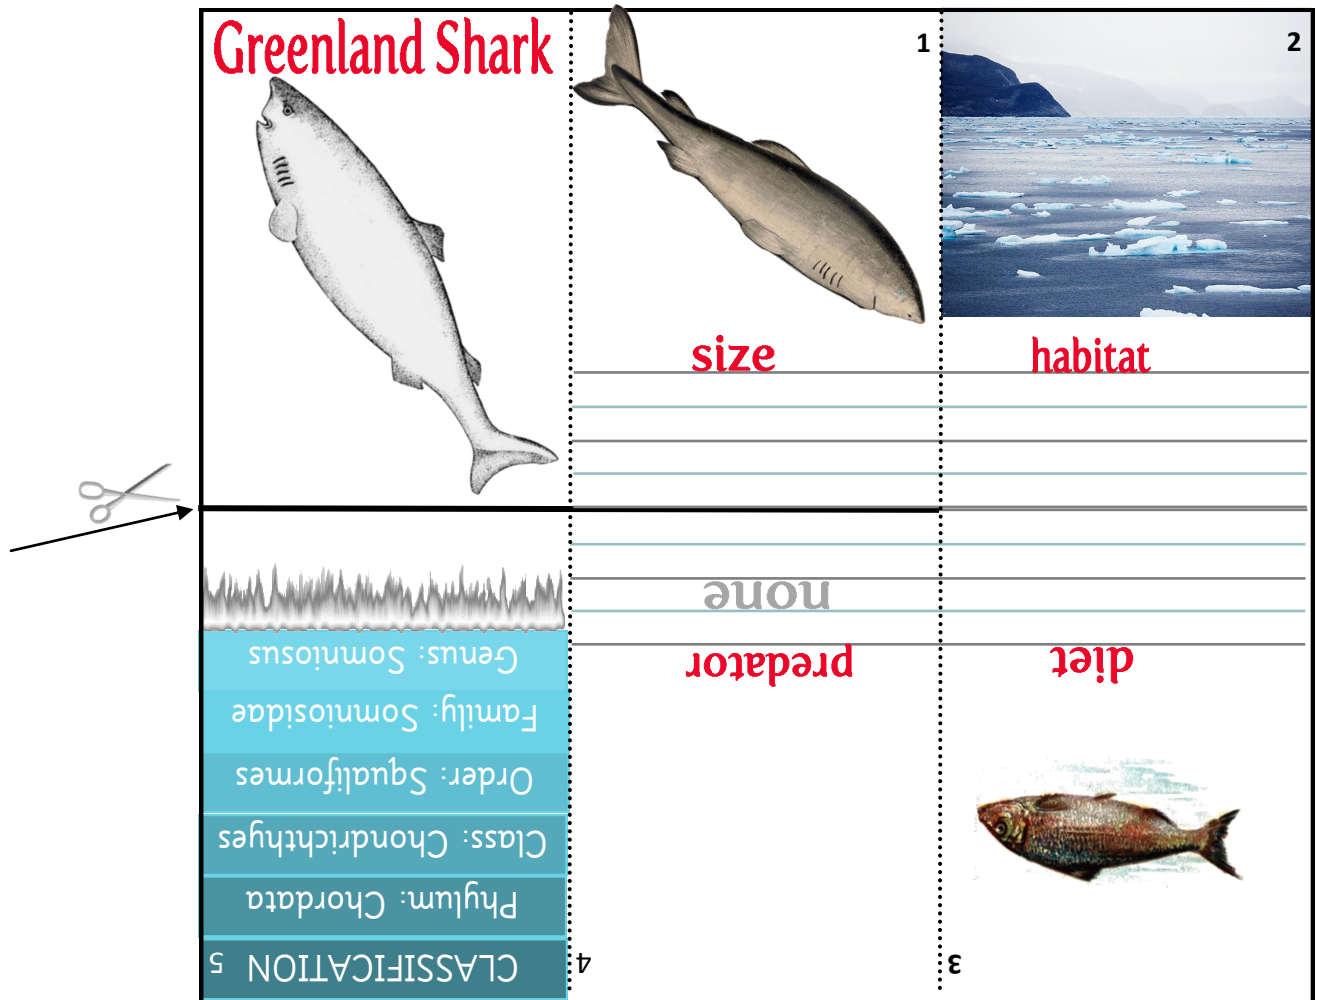 Greenland Shark
1
size
2
habitat
3
diet
4
predator
none
5
CLASSIFICATION
Phylum: Chordata
Class: Chondrichthyes
Order: Squaliformes
Family: Somniosidae
Genus: Somniosus